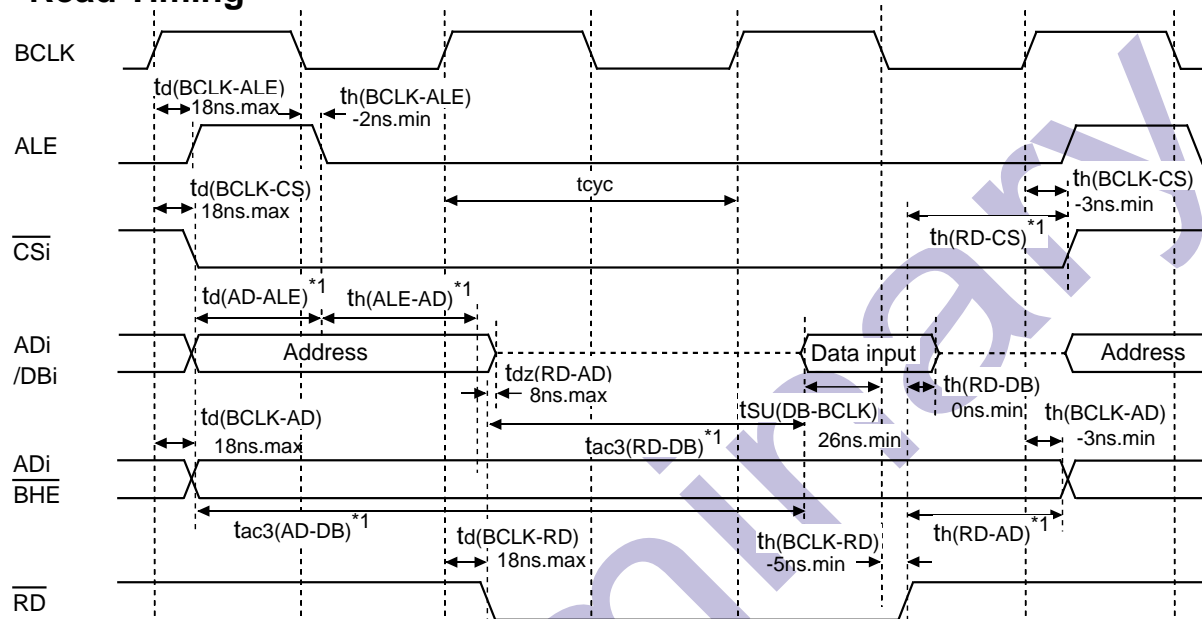 Read Timing
BCLK
td(BCLK-ALE)
18ns.max
th(BCLK-ALE)
-2ns.min
ALE
td(BCLK-CS)
18ns.max
tcyc
th(BCLK-CS)
-3ns.min
th(RD-CS)*1
CSi
td(AD-ALE)*1
th(ALE-AD)*1
ADi
/DBi
Address
Data input
Address
tdz(RD-AD)
8ns.max
th(RD-DB)
0ns.min
td(BCLK-AD)
18ns.max
tSU(DB-BCLK)
26ns.min
th(BCLK-AD)
-3ns.min
tac3(RD-DB)*1
ADi
BHE
tac3(AD-DB)*1
td(BCLK-RD)
18ns.max
th(BCLK-RD)
-5ns.min
th(RD-AD)*1
RD